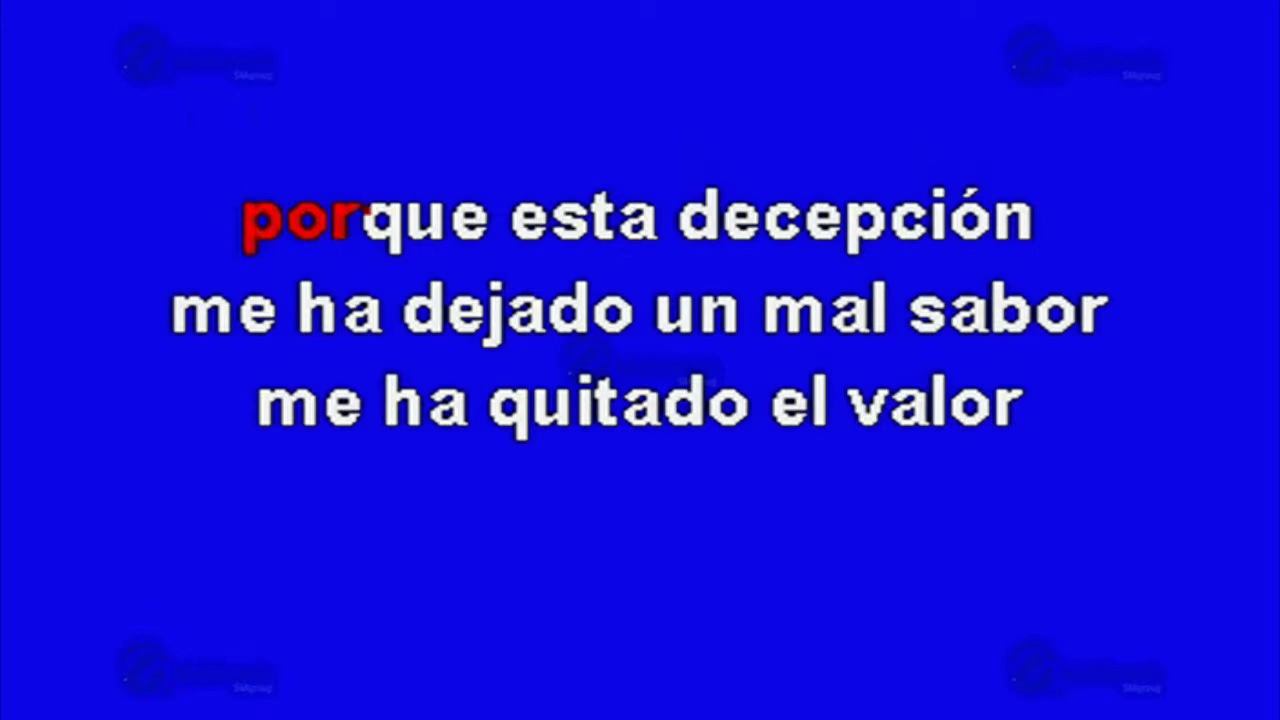 porque esta decepción
me ha dejado un mal sabor
me ha quitado el valor